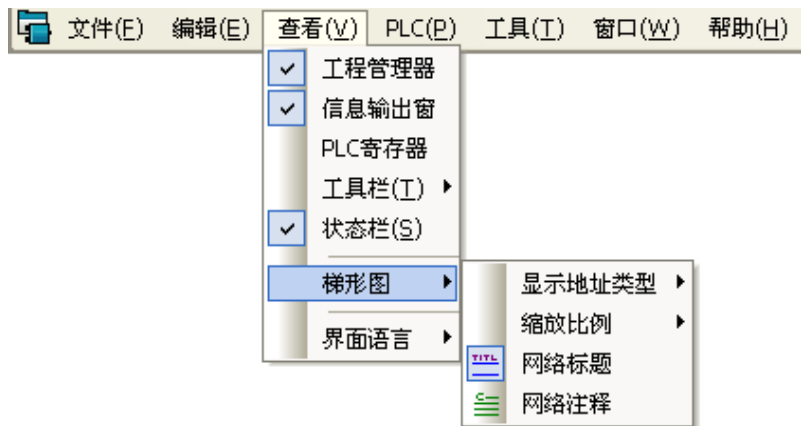 文件(F) 编辑(E) 查看(V) PLC(P) 工具(T) 窗口(W) 帮助(H)
工程管理器
信息输出窗
PLC寄存器
工具栏(T)
状态栏(S)
梯形图
界面语言
显示地址类型
缩放比例
TITL 网络标题
网络注释